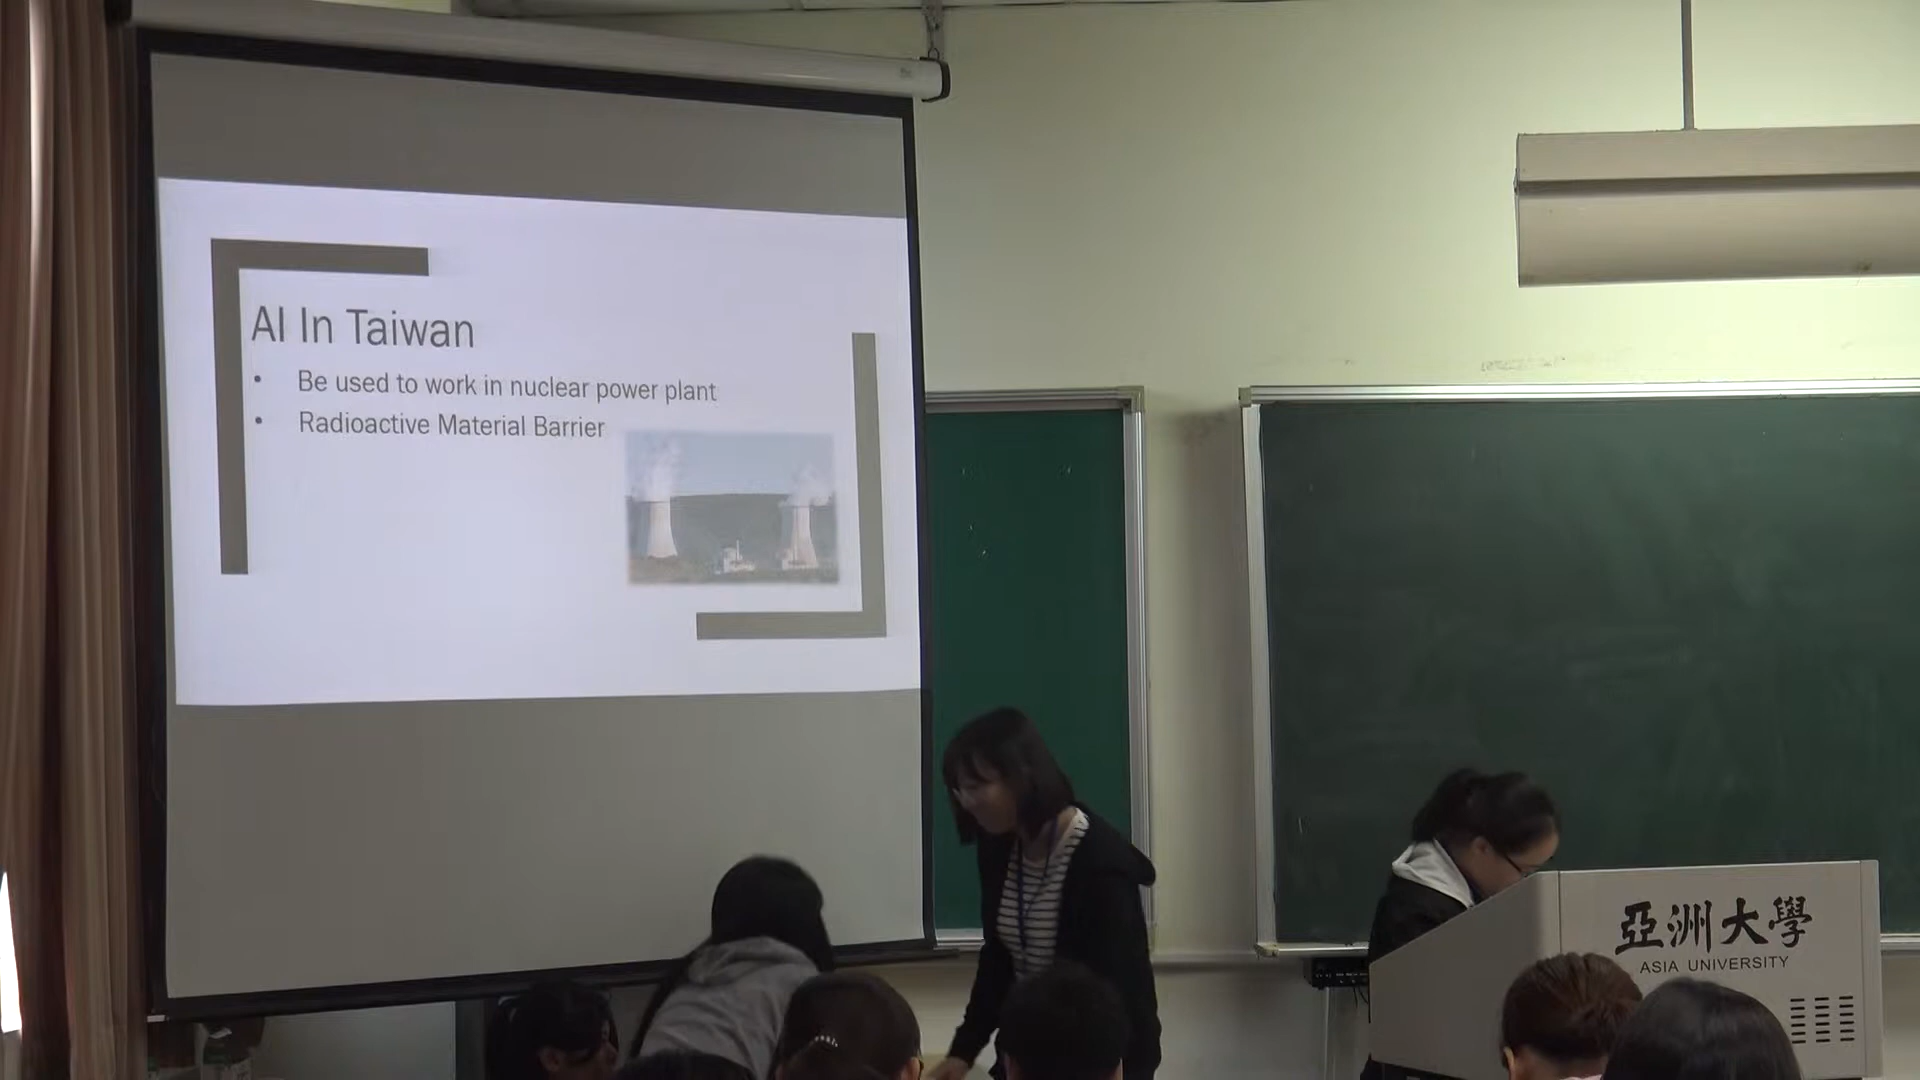 AI In Taiwan
• Be used to work in nuclear power plant
• Radioactive Material Barrier
亞洲大學
ASIA UNIVERSITY